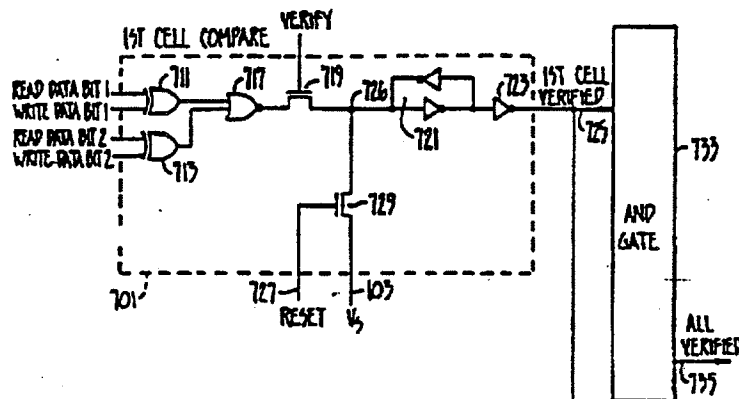 VERIFY
1ST CELL COMPARE
711
717
719
READ DATA BIT 1
WRITE DATA BIT 1
READ DATA BIT 2
WRITE DATA BIT 2
713
726
721
723
1ST CELL
VERIFIED
725
733
729
AND
GATE
701
727
RESET
103
VS
ALL
VERIFIED
735